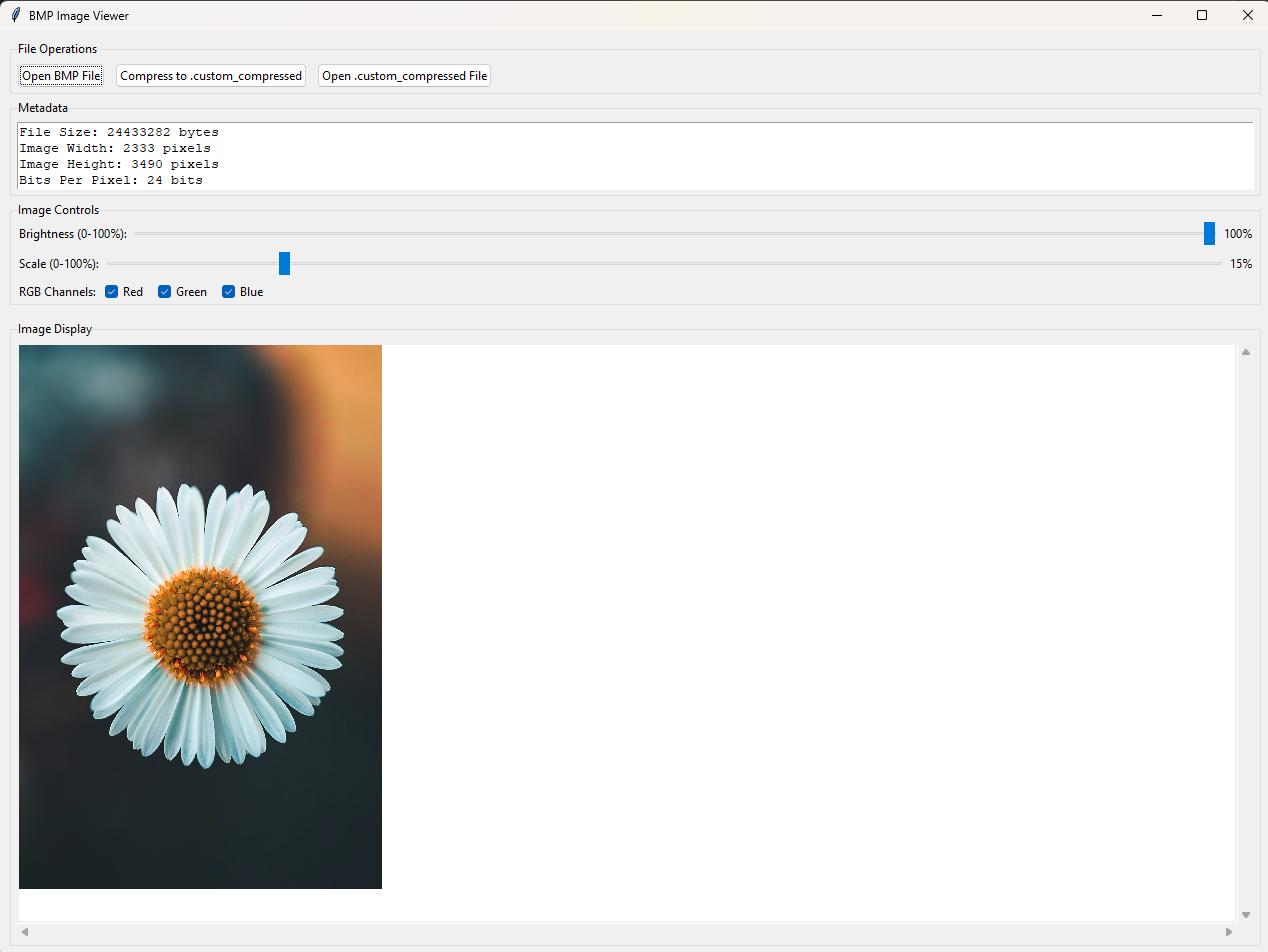 BMP Image Viewer
File Operations
Open BMP File Compress to .custom_compressed Open .custom_compressed File
Metadata
File Size: 24433282 bytes
Image Width: 2333 pixels
Image Height: 3490 pixels
Bits Per Pixel: 24 bits
Image Controls
Brightness (0-100%): 100%
Scale (0-100%): 15%
RGB Channels: Red Green Blue
Image Display